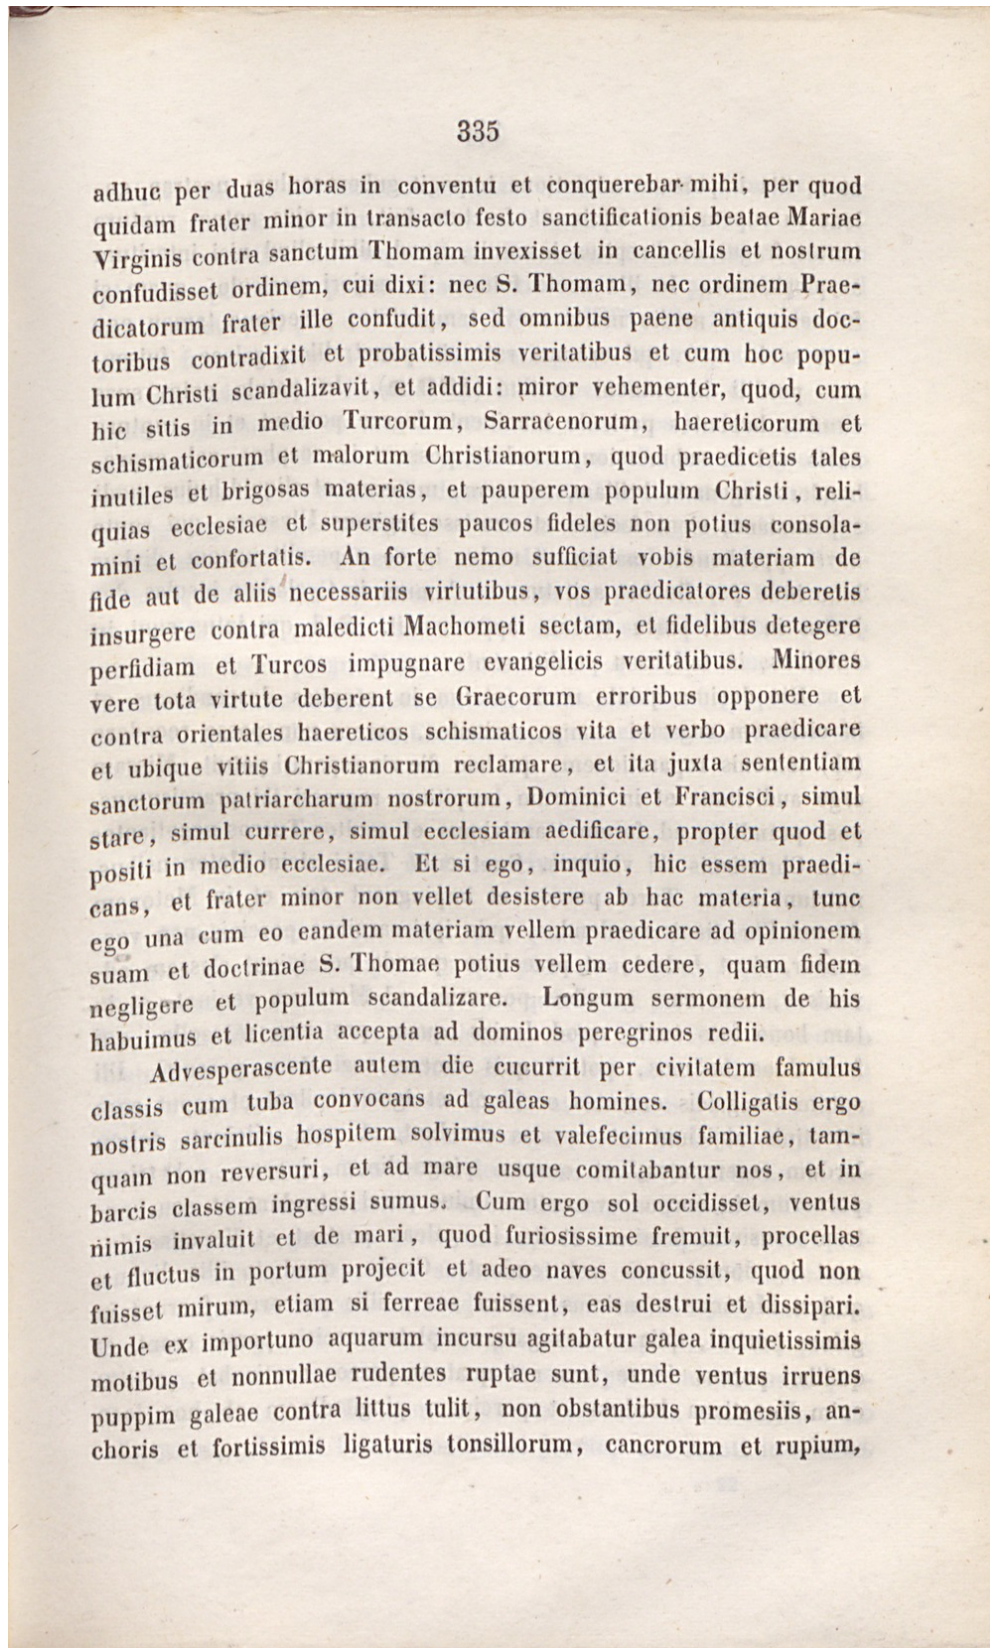 335
adhuc per duas horas in conventu et conquerebar mihi, per quod
quidam frater minor in transacto festo sanctificationis beatae Mariae
Virginis contra sanctum Thomam invexisset in cancellis et nostrum
confudisset ordinem, cui dixi: nec S. Thomam, nec ordinem Prae-
dicatorum frater ille confudit, sed omnibus paene antiquis doc-
toribus contradixit et probatissimis veritatibus et cum hoc popu-
lum Christi scandalizavit, et addidi: miror vehementer, quod, cum
hic sitis in medio Turcorum, Sarracenorum, haereticorum et
schismaticorum et malorum Christianorum, quod praedicetis tales
inutiles et brigosas materias, et pauperem populum Christi, reli-
quias ecclesiae et superstites paucos fideles non potius consola-
mini et confortatis. An forte nemo sufficiat vobis materiam de
fide aut de aliis necessariis virtutibus, vos praedicatores deberetis
insurgere contra maledicti Machometi sectam, et fidelibus detegere
perfidiam et Turcos impugnare evangelicis veritatibus. Minores
vere tota virtute deberent se Graecorum erroribus opponere et
contra orientales haereticos schismaticos vita et verbo praedicare
et ubique vitiis Christianorum reclamare, et ita juxta sententiam
sanctorum patriarcharum nostrorum, Dominici et Francisci, simul
stare, simul currere, simul ecclesiam aedificare, propter quod et
positi in medio ecclesiae. Et si ego, inquio, hic essem praedi-
cans, et frater minor non vellet desistere ab hac materia, tunc
ego una cum eo eandem materiam vellem praedicare ad opinionem
suam et doctrinae S. Thomae potius vellem cedere, quam fidem
negligere et populum scandalizare. Longum sermonem de his
habuimus et licentia accepta ad dominos peregrinos redii.
Advesperascente autem die cucurrit per civitatem famulus
classis cum tuba convocans ad galeas homines. Colligatis ergo
nostris sarcinulis hospitem solvimus et valefecimus familiae, tam-
quam non reversuri, et ad mare usque comitabantur nos, et in
barcis classem ingressi sumus. Cum ergo sol occidisset, ventus
nimis invaluit et de mari, quod furiosissime fremuit, procellas
et fluctus in portum projecit et adeo naves concussit, quod non
fuisset mirum, etiam si ferreae fuissent, eas destrui et dissipari.
Unde ex importuno aquarum incursu agitabatur galea inquietissimis
motibus et nonnullae rudentes ruptae sunt, unde ventus irruens
puppim galeae contra littus tulit, non obstantibus promesiis, an-
choris et fortissimis ligaturis tonsillorum, cancrorum et rupium,